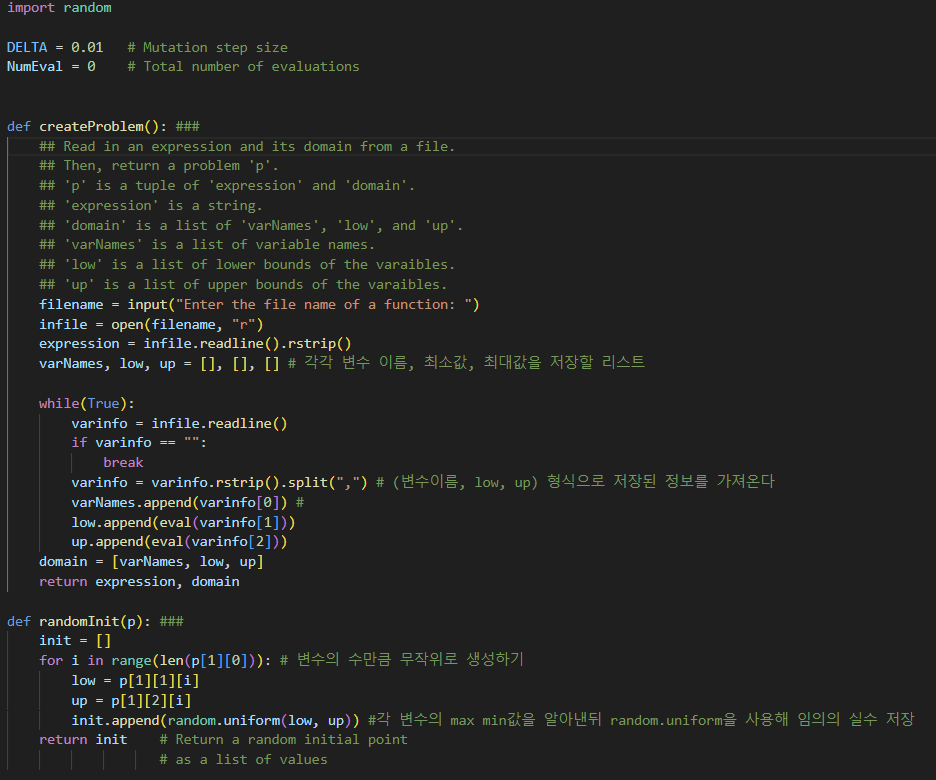 import random
DELTA = 0.01   # Mutation step size
NumEval = 0    # Total number of evaluations
def createProblem(): ###
    ## Read in an expression and its domain from a file.
    ## Then, return a problem 'p'.
    ## 'p' is a tuple of 'expression' and 'domain'.
    ## 'expression' is a string.
    ## 'domain' is a list of 'varNames', 'low', and 'up'.
    ## 'varNames' is a list of variable names.
    ## 'low' is a list of lower bounds of the varaibles.
    ## 'up' is a list of upper bounds of the varaibles.
    filename = input("Enter the file name of a function: ")
    infile = open(filename, "r")
    expression = infile.readline().rstrip()
    varNames, low, up = [], [], [] # 각각 변수 이름, 최소값, 최대값을 저장할 리스트
    while(True):
        varinfo = infile.readline()
        if varinfo == "":
            break
        varinfo = varinfo.rstrip().split(",") # (변수이름, low, up) 형식으로 저장된 정보를 가져온다
        varNames.append(varinfo[0]) #
        low.append(eval(varinfo[1]))
        up.append(eval(varinfo[2]))
    domain = [varNames, low, up]
    return expression, domain
def randomInit(p): ###
    init = []
    for i in range(len(p[1][0])): # 변수의 수만큼 무작위로 생성하기
        low = p[1][1][i]
        up = p[1][2][i]
        init.append(random.uniform(low, up)) #각 변수의 max min값을 알아낸뒤 random.uniform을 사용해 임의의 실수 저장
    return init    # Return a random initial point
                   # as a list of values